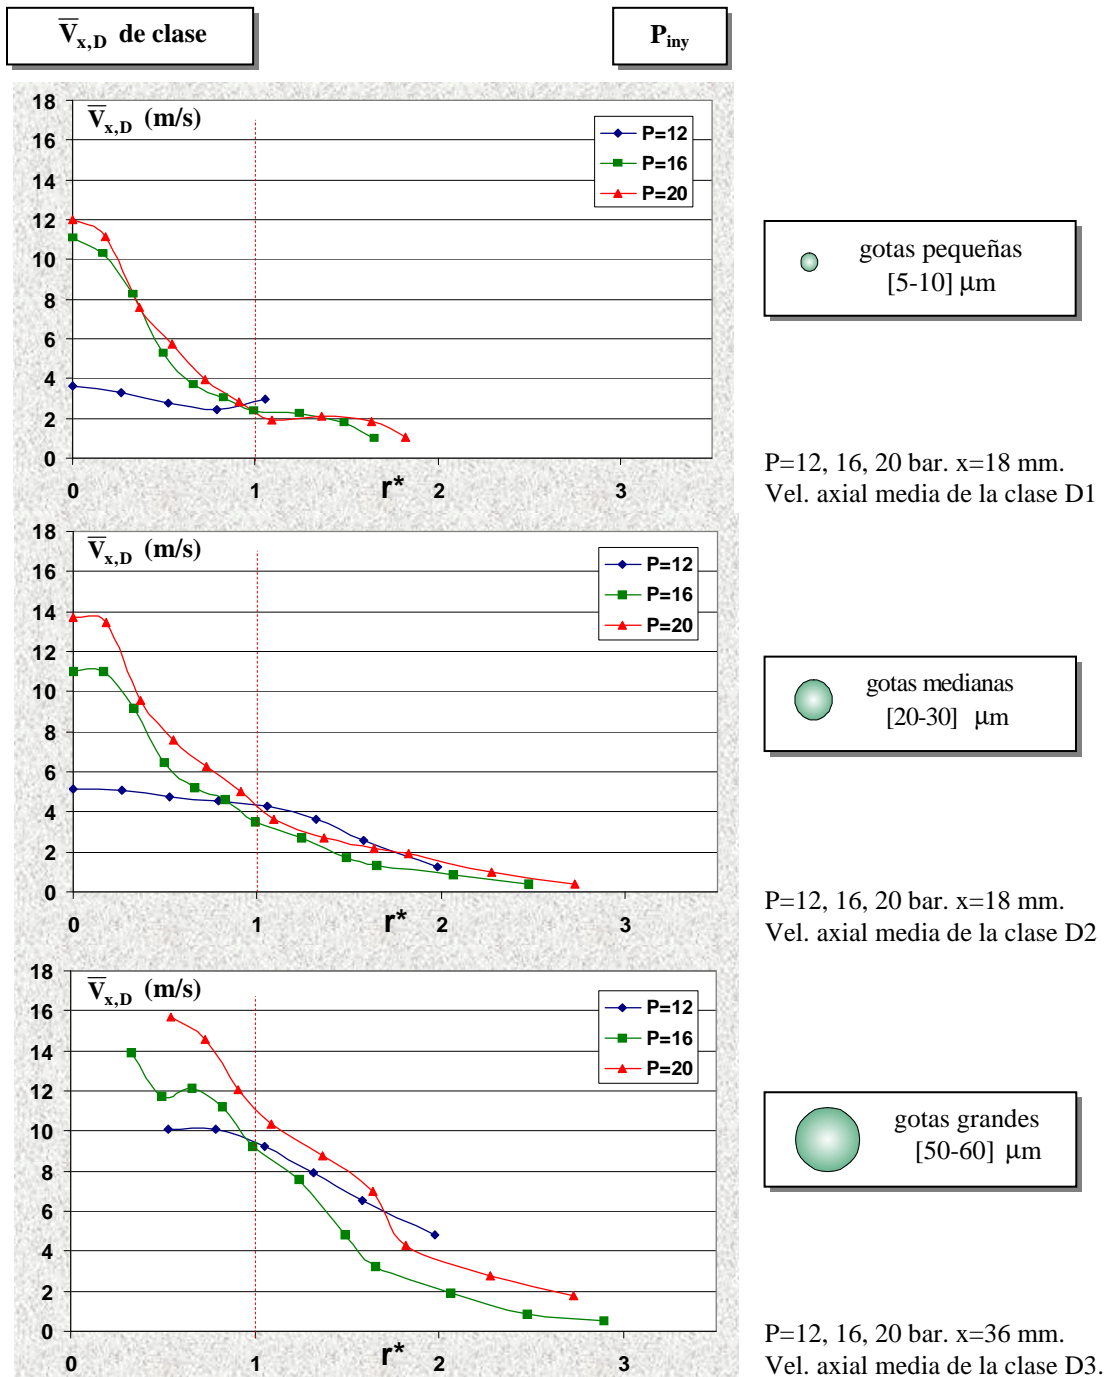 V̅x,D de clase
Piny
V̅x,D (m/s)
18
16
14
12
10
8
6
4
2
0
P=12
P=16
P=20
0 1 r* 2 3
gotas pequeñas
[5-10] μm
P=12, 16, 20 bar. x=18 mm.
Vel. axial media de la clase D1
V̅x,D (m/s)
18
16
14
12
10
8
6
4
2
0
P=12
P=16
P=20
0 1 r* 2 3
gotas medianas
[20-30] μm
P=12, 16, 20 bar. x=18 mm.
Vel. axial media de la clase D2
V̅x,D (m/s)
18
16
14
12
10
8
6
4
2
0
P=12
P=16
P=20
0 1 r* 2 3
gotas grandes
[50-60] μm
P=12, 16, 20 bar. x=36 mm.
Vel. axial media de la clase D3.